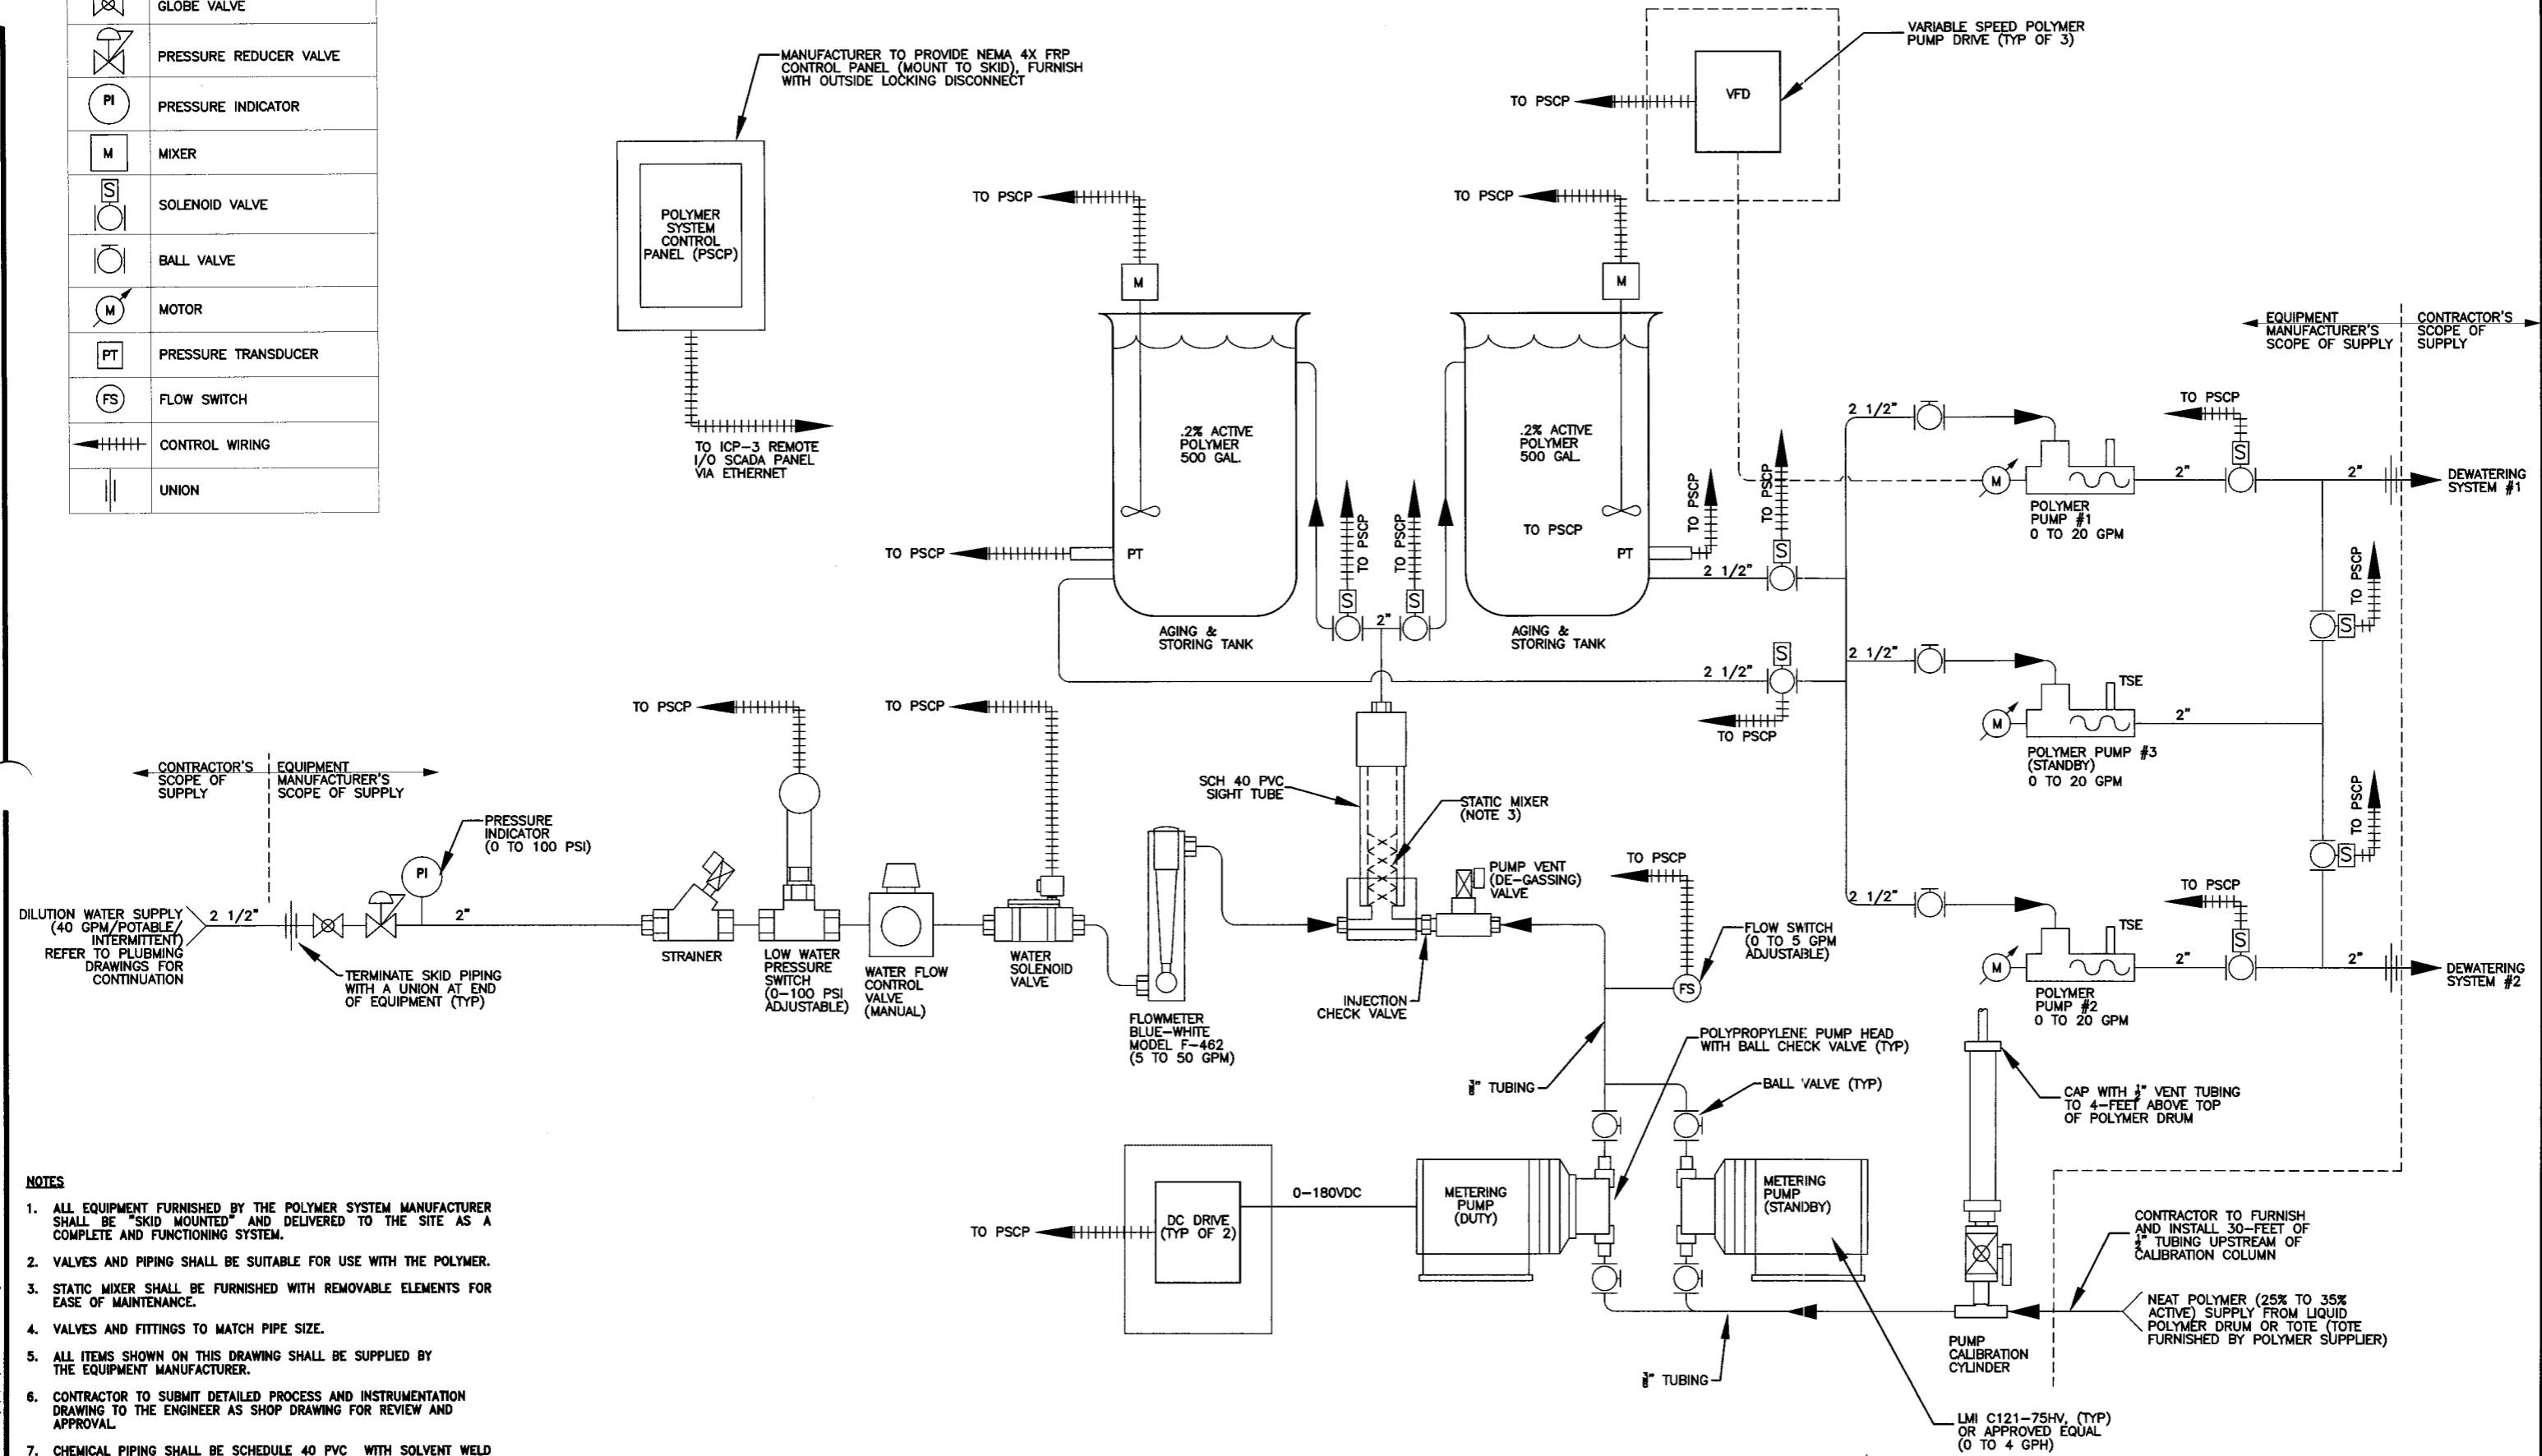 GLOBE VALVE
PRESSURE REDUCER VALVE
PI
PRESSURE INDICATOR
M
MIXER
S
SOLENOID VALVE
BALL VALVE
M
MOTOR
PT
PRESSURE TRANSDUCER
FS
FLOW SWITCH
CONTROL WIRING
UNION
MANUFACTURER TO PROVIDE NEMA 4X FRP
CONTROL PANEL (MOUNT TO SKID), FURNISH
WITH OUTSIDE LOCKING DISCONNECT
POLYMER
SYSTEM
CONTROL
PANEL (PSCP)
TO ICP-3 REMOTE
I/O SCADA PANEL
VIA ETHERNET
VARIABLE SPEED POLYMER
PUMP DRIVE (TYP OF 3)
TO PSCP
VFD
TO PSCP
M
TO PSCP
M
.2% ACTIVE
POLYMER
500 GAL.
.2% ACTIVE
POLYMER
500 GAL.
TO PSCP
PT
TO PSCP
PT
TO PSCP
TO PSCP
TO PSCP
TO PSCP
S
S
2"
S
2 1/2"
AGING &
STORING TANK
AGING &
STORING TANK
S
2 1/2"
TO PSCP
EQUIPMENT
MANUFACTURER'S
SCOPE OF SUPPLY
CONTRACTOR'S
SCOPE OF
SUPPLY
2 1/2"
TO PSCP
S
M
2"
2"
DEWATERING
SYSTEM #1
POLYMER
PUMP #1
0 TO 20 GPM
TO PSCP
S
2 1/2"
TSE
M
2"
POLYMER PUMP #3
(STANDBY)
0 TO 20 GPM
TO PSCP
S
2 1/2"
TO PSCP
TSE
S
M
2"
2"
DEWATERING
SYSTEM #2
POLYMER
PUMP #2
0 TO 20 GPM
CONTRACTOR'S
SCOPE OF
SUPPLY
EQUIPMENT
MANUFACTURER'S
SCOPE OF SUPPLY
PRESSURE
INDICATOR
(0 TO 100 PSI)
PI
DILUTION WATER SUPPLY
(40 GPM/POTABLE/
INTERMITTENT)
REFER TO PLUBMING
DRAWINGS FOR
CONTINUATION
2 1/2"
2"
TERMINATE SKID PIPING
WITH A UNION AT END
OF EQUIPMENT (TYP)
TO PSCP
STRAINER
LOW WATER
PRESSURE
SWITCH
(0-100 PSI
ADJUSTABLE)
WATER FLOW
CONTROL
VALVE
(MANUAL)
TO PSCP
WATER
SOLENOID
VALVE
FLOWMETER
BLUE-WHITE
MODEL F-462
(5 TO 50 GPM)
SCH 40 PVC
SIGHT TUBE
STATIC MIXER
(NOTE 3)
PUMP VENT
(DE-GASSING)
VALVE
INJECTION
CHECK VALVE
TO PSCP
FLOW SWITCH
(0 TO 5 GPM
ADJUSTABLE)
FS
POLYPROPYLENE PUMP HEAD
WITH BALL CHECK VALVE (TYP)
TUBING
BALL VALVE (TYP)
CAP WITH ½" VENT TUBING
TO 4-FEET ABOVE TOP
OF POLYMER DRUM
TO PSCP
DC DRIVE
(TYP OF 2)
0-180VDC
METERING
PUMP
(DUTY)
METERING
PUMP
(STANDBY)
CONTRACTOR TO FURNISH
AND INSTALL 30-FEET OF
½" TUBING UPSTREAM OF
CALIBRATION COLUMN
NEAT POLYMER (25% TO 35%
ACTIVE) SUPPLY FROM LIQUID
POLYMER DRUM OR TOTE (TOTE
FURNISHED BY POLYMER SUPPLIER)
PUMP
CALIBRATION
CYLINDER
TUBING
LMI C121-75HV, (TYP)
OR APPROVED EQUAL
(0 TO 4 GPH)
NOTES
1. ALL EQUIPMENT FURNISHED BY THE POLYMER SYSTEM MANUFACTURER
SHALL BE "SKID MOUNTED" AND DELIVERED TO THE SITE AS A
COMPLETE AND FUNCTIONING SYSTEM.
2. VALVES AND PIPING SHALL BE SUITABLE FOR USE WITH THE POLYMER.
3. STATIC MIXER SHALL BE FURNISHED WITH REMOVABLE ELEMENTS FOR
EASE OF MAINTENANCE.
4. VALVES AND FITTINGS TO MATCH PIPE SIZE.
5. ALL ITEMS SHOWN ON THIS DRAWING SHALL BE SUPPLIED BY
THE EQUIPMENT MANUFACTURER.
6. CONTRACTOR TO SUBMIT DETAILED PROCESS AND INSTRUMENTATION
DRAWING TO THE ENGINEER AS SHOP DRAWING FOR REVIEW AND
APPROVAL.
7. CHEMICAL PIPING SHALL BE SCHEDULE 40 PVC WITH SOLVENT WELD